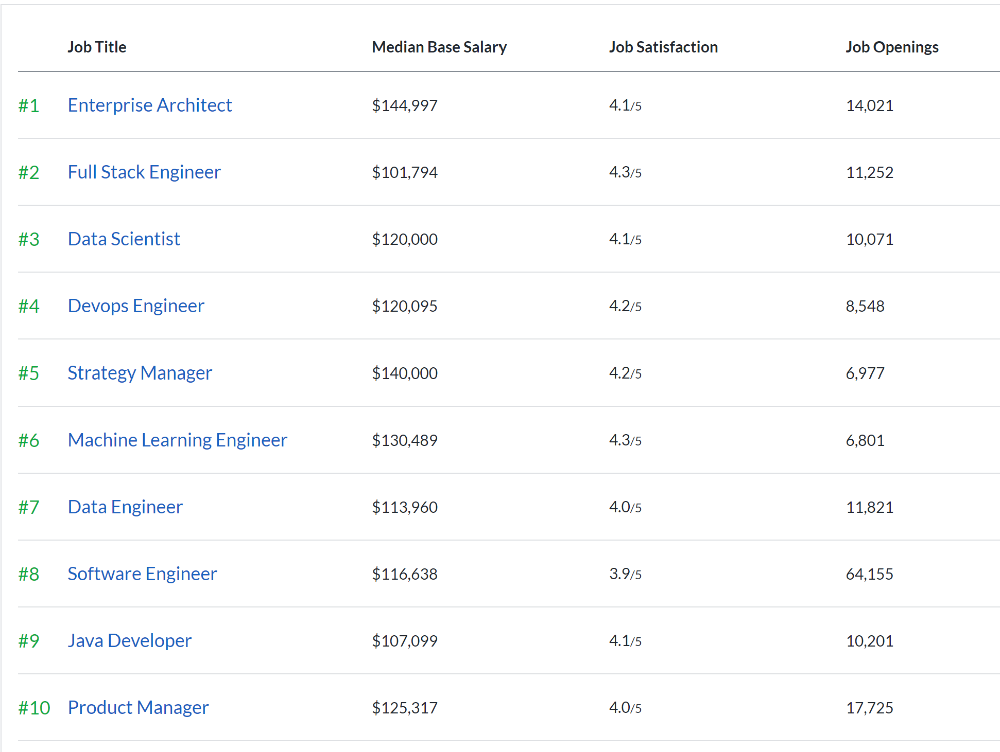 Job Title Median Base Salary Job Satisfaction Job Openings
#1 Enterprise Architect $144,997 4.1/5 14,021
#2 Full Stack Engineer $101,794 4.3/5 11,252
#3 Data Scientist $120,000 4.1/5 10,071
#4 Devops Engineer $120,095 4.2/5 8,548
#5 Strategy Manager $140,000 4.2/5 6,977
#6 Machine Learning Engineer $130,489 4.3/5 6,801
#7 Data Engineer $113,960 4.0/5 11,821
#8 Software Engineer $116,638 3.9/5 64,155
#9 Java Developer $107,099 4.1/5 10,201
#10 Product Manager $125,317 4.0/5 17,725